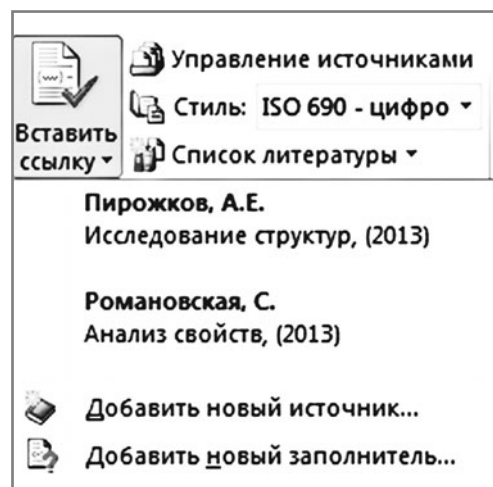 Управление источниками
Стиль: ISO 690 - цифро
Вставить
ссылку
Список литературы
Пирожков, А.Е.
Исследование структур, (2013)
Романовская, С.
Анализ свойств, (2013)
Добавить новый источник...
Добавить новый заполнитель...